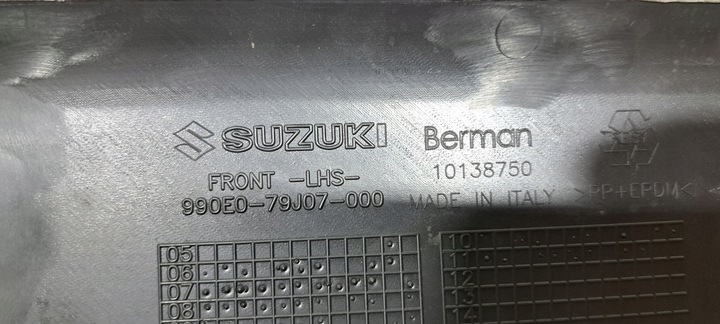 SUZUKI Berman
FRONT -LHS- 10138750
990E0-79J07-000 MADE IN ITALY >PP+EPDM<
05 10
06 11
07 12
08 13
14